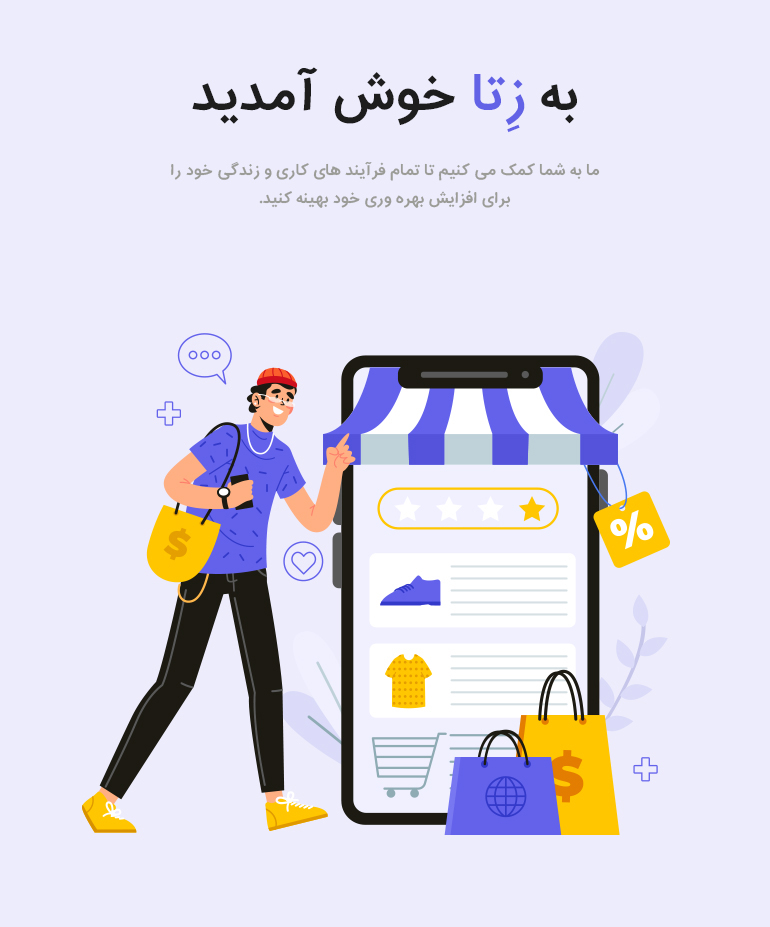 به زِتا خوش آمدید
ما به شما کمک می کنیم تا تمام فرآیند های کاری و زندگی خود را
برای افزایش بهره وری خود بهینه کنید.
%
$
$